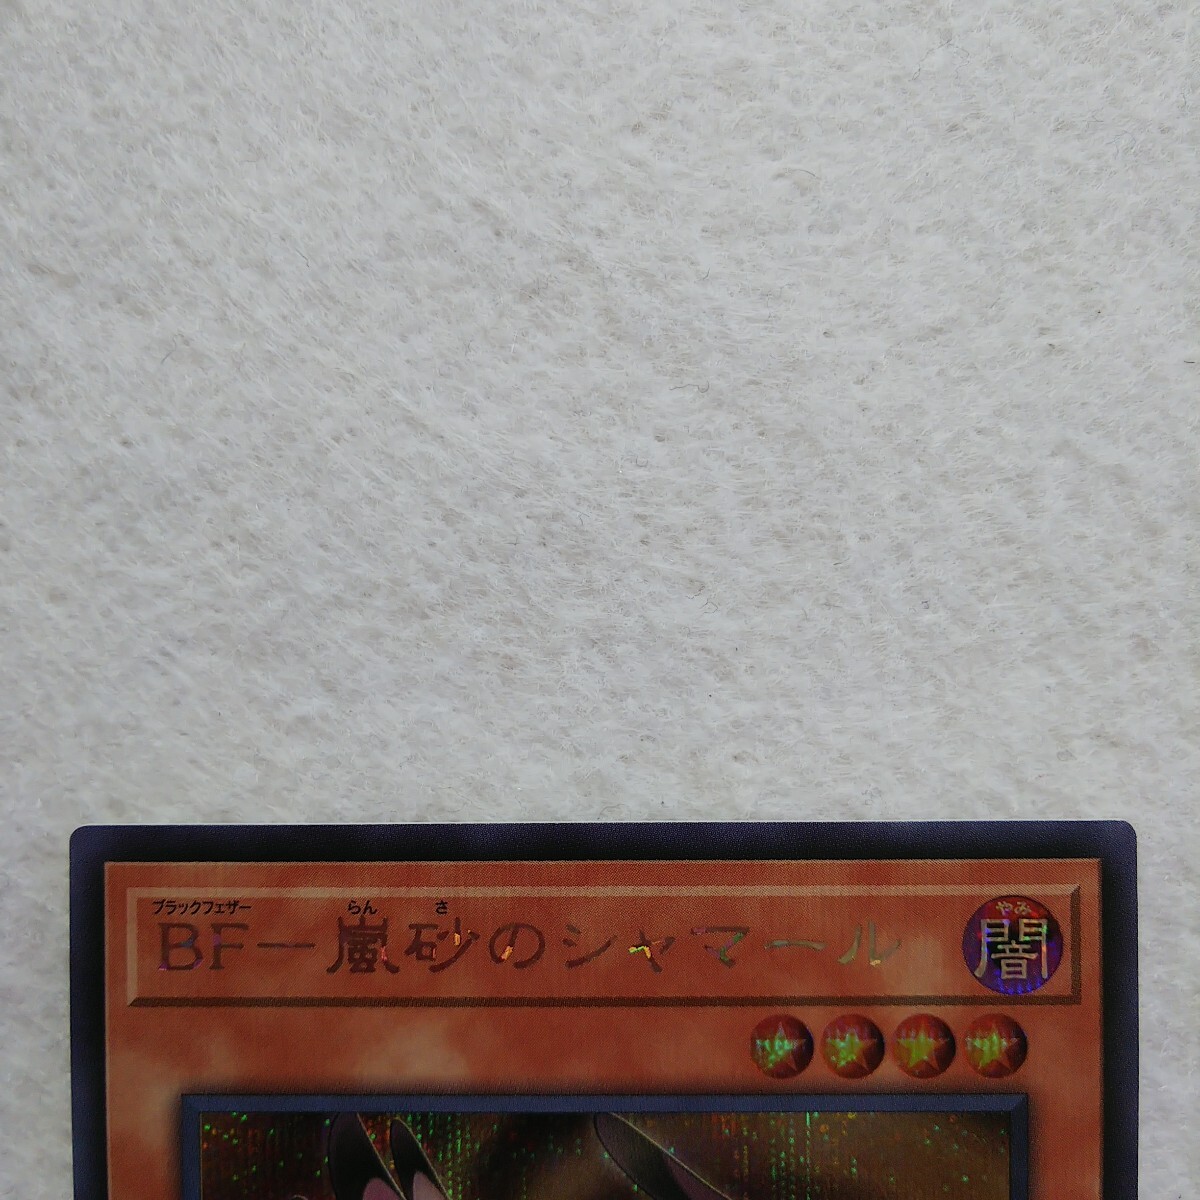 ブラックフェザー らん さ
BF－嵐砂のシャマール
やみ
闇